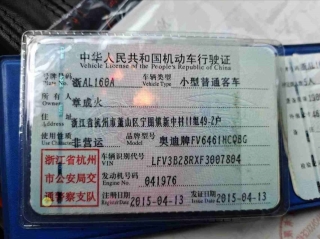 中华人民共和国机动车行驶证
Vehicle License of the People's Republic of China
号牌号码 浙AL160A 车辆类型 小型普通客车
Plate No. Vehicle Type
所有人 章成火
Owner
住址 浙江省杭州市萧山区宁围镇新中村11组49-2户
Address
使用性质 非营运 品牌型号 奥迪牌FV6461HCQBG
Use Character Model
浙江省杭州 车辆识别代号 LFV3B28RXF3007804
VIN
市公安局交 发动机号码 041976
Engine No.
通警察支队 注册日期 2015-04-13 发证日期 2015-04-13
Register Date Issue Date